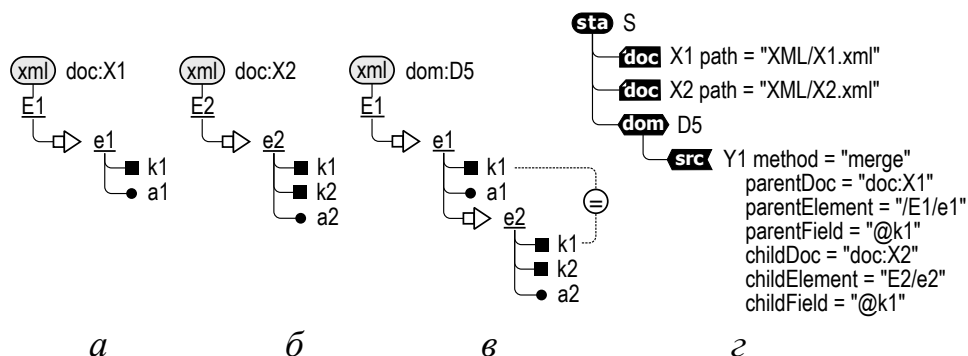 xml doc:X1
E1
e1
k1
a1
а
xml doc:X2
E2
e2
k1
k2
a2
б
xml dom:D5
E1
e1
k1
a1
=
e2
k1
k2
a2
в
sta S
doc X1 path = "XML/X1.xml"
doc X2 path = "XML/X2.xml"
dom D5
src Y1 method = "merge"
parentDoc = "doc:X1"
parentElement = "/E1/e1"
parentField = "@k1"
childDoc = "doc:X2"
childElement = "E2/e2"
childField = "@k1"
г